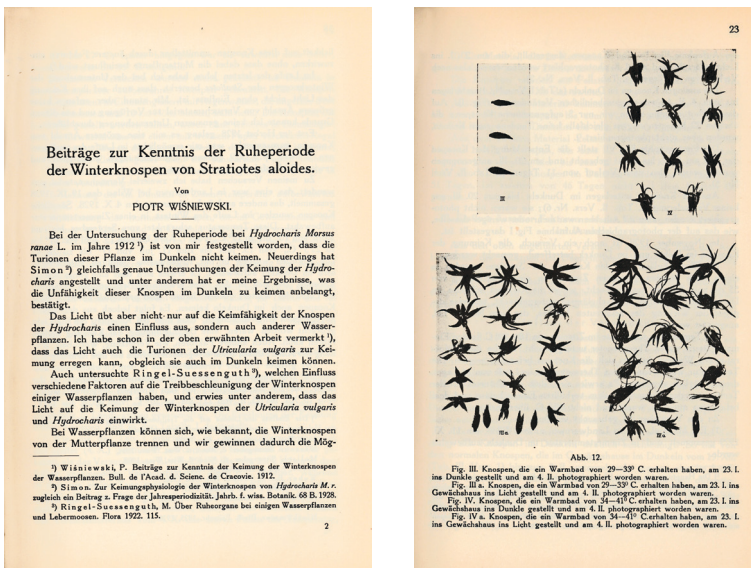 Beiträge zur Kenntnis der Ruheperiode
der Winterknospen von Stratiotes aloides.
Von
PIOTR WIŚNIEWSKI.
Bei der Untersuchung der Ruheperiode bei Hydrocharis Morsus
ranae L. im Jahre 1912 ¹) ist von mir festgestellt worden, dass die
Turionen dieser Pflanze im Dunkeln nicht keimen. Neuerdings hat
Simon ²) gleichfalls genaue Untersuchungen der Keimung der Hydro-
charis angestellt und unter anderem hat er meine Ergebnisse, was
die Unfähigkeit dieser Knospen im Dunkeln zu keimen anbelangt,
bestätigt.
Das Licht übt aber nicht nur auf die Keimfähigkeit der Knospen
der Hydrocharis einen Einfluss aus, sondern auch anderer Wasser-
pflanzen. Ich habe schon in der oben erwähnten Arbeit vermerkt ¹),
dass das Licht auch die Turionen der Utricularia vulgaris zur Kei-
mung erregen kann, obgleich sie auch im Dunkeln keimen können.
Auch untersuchte Ringel-Suessenguth ³), welchen Einfluss
verschiedene Faktoren auf die Treibbeschleunigung der Winterknospen
einiger Wasserpflanzen haben, und erwies unter anderem, dass das
Licht auf die Keimung der Winterknospen der Utricularia vulgaris
und Hydrocharis einwirkt.
Bei Wasserpflanzen können sich, wie bekannt, die Winterknospen
von der Mutterpflanze trennen und wir gewinnen dadurch die Mög-
¹) Wiśniewski, P. Beiträge zur Kenntnis der Keimung der Winterknospen
der Wasserpflanzen. Bull. de l'Acad. d. Scienc. de Cracovie. 1912.
²) Simon. Zur Keimungsphysiologie der Winterknospen von Hydrocharis M. r.
zugleich ein Beitrag z. Frage der Jahresperiodizität. Jahrb. f. wiss. Botanik. 68 B. 1928.
³) Ringel-Suessenguth, M. Über Ruheorgane bei einigen Wasserpflanzen
und Lebermoosen. Flora 1922. 115.
2
23
III
IV
IIIa
IVa
Abb. 12.
Fig. III. Knospen, die ein Warmbad von 29—33⁰ C. erhalten haben, am 23. I.
ins Dunkle gestellt und am 4. II. photographiert worden waren.
Fig. III a. Knospen, die ein Warmbad von 29—33⁰ C. erhalten haben, am 23. I. ins
Gewächshaus ins Licht gestellt und am 4. II. photographiert worden waren.
Fig. IV. Knospen, die ein Warmbad von 34—41⁰ C. erhalten haben, am 23. I. ins
Gewächshaus ins Dunkle gestellt und am 4. II. photographiert worden waren.
Fig. IV a. Knospen, die ein Warmbad von 34—41⁰ C. erhalten haben, am 23. I.
ins Gewächshaus ins Licht gestellt und am 4. II. photographiert worden waren.